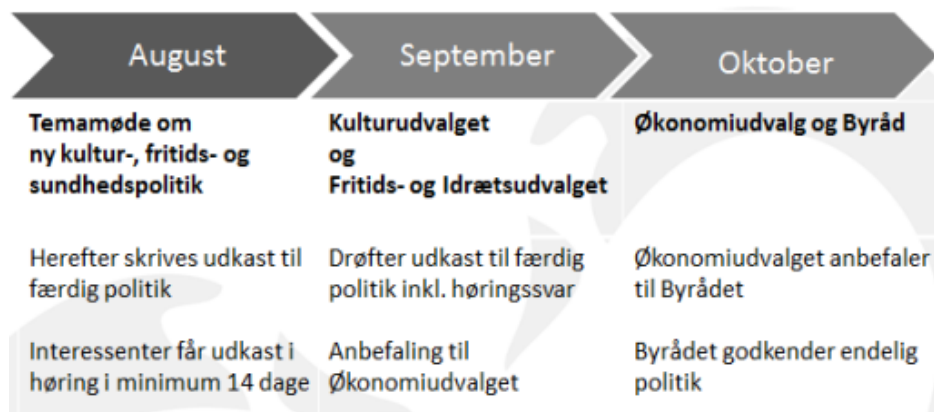 August
September
Oktober
Temamøde om
ny kultur-, fritids- og
sundhedspolitik
Herefter skrives udkast til
færdig politik
Interessenter får udkast i
høring i minimum 14 dage
Kulturudvalget
og
Fritids- og Idrætsudvalget
Drøfter udkast til færdig
politik inkl. høringssvar
Anbefaling til
Økonomiudvalget
Økonomiudvalg og Byråd
Økonomiudvalget anbefaler
til Byrådet
Byrådet godkender endelig
politik